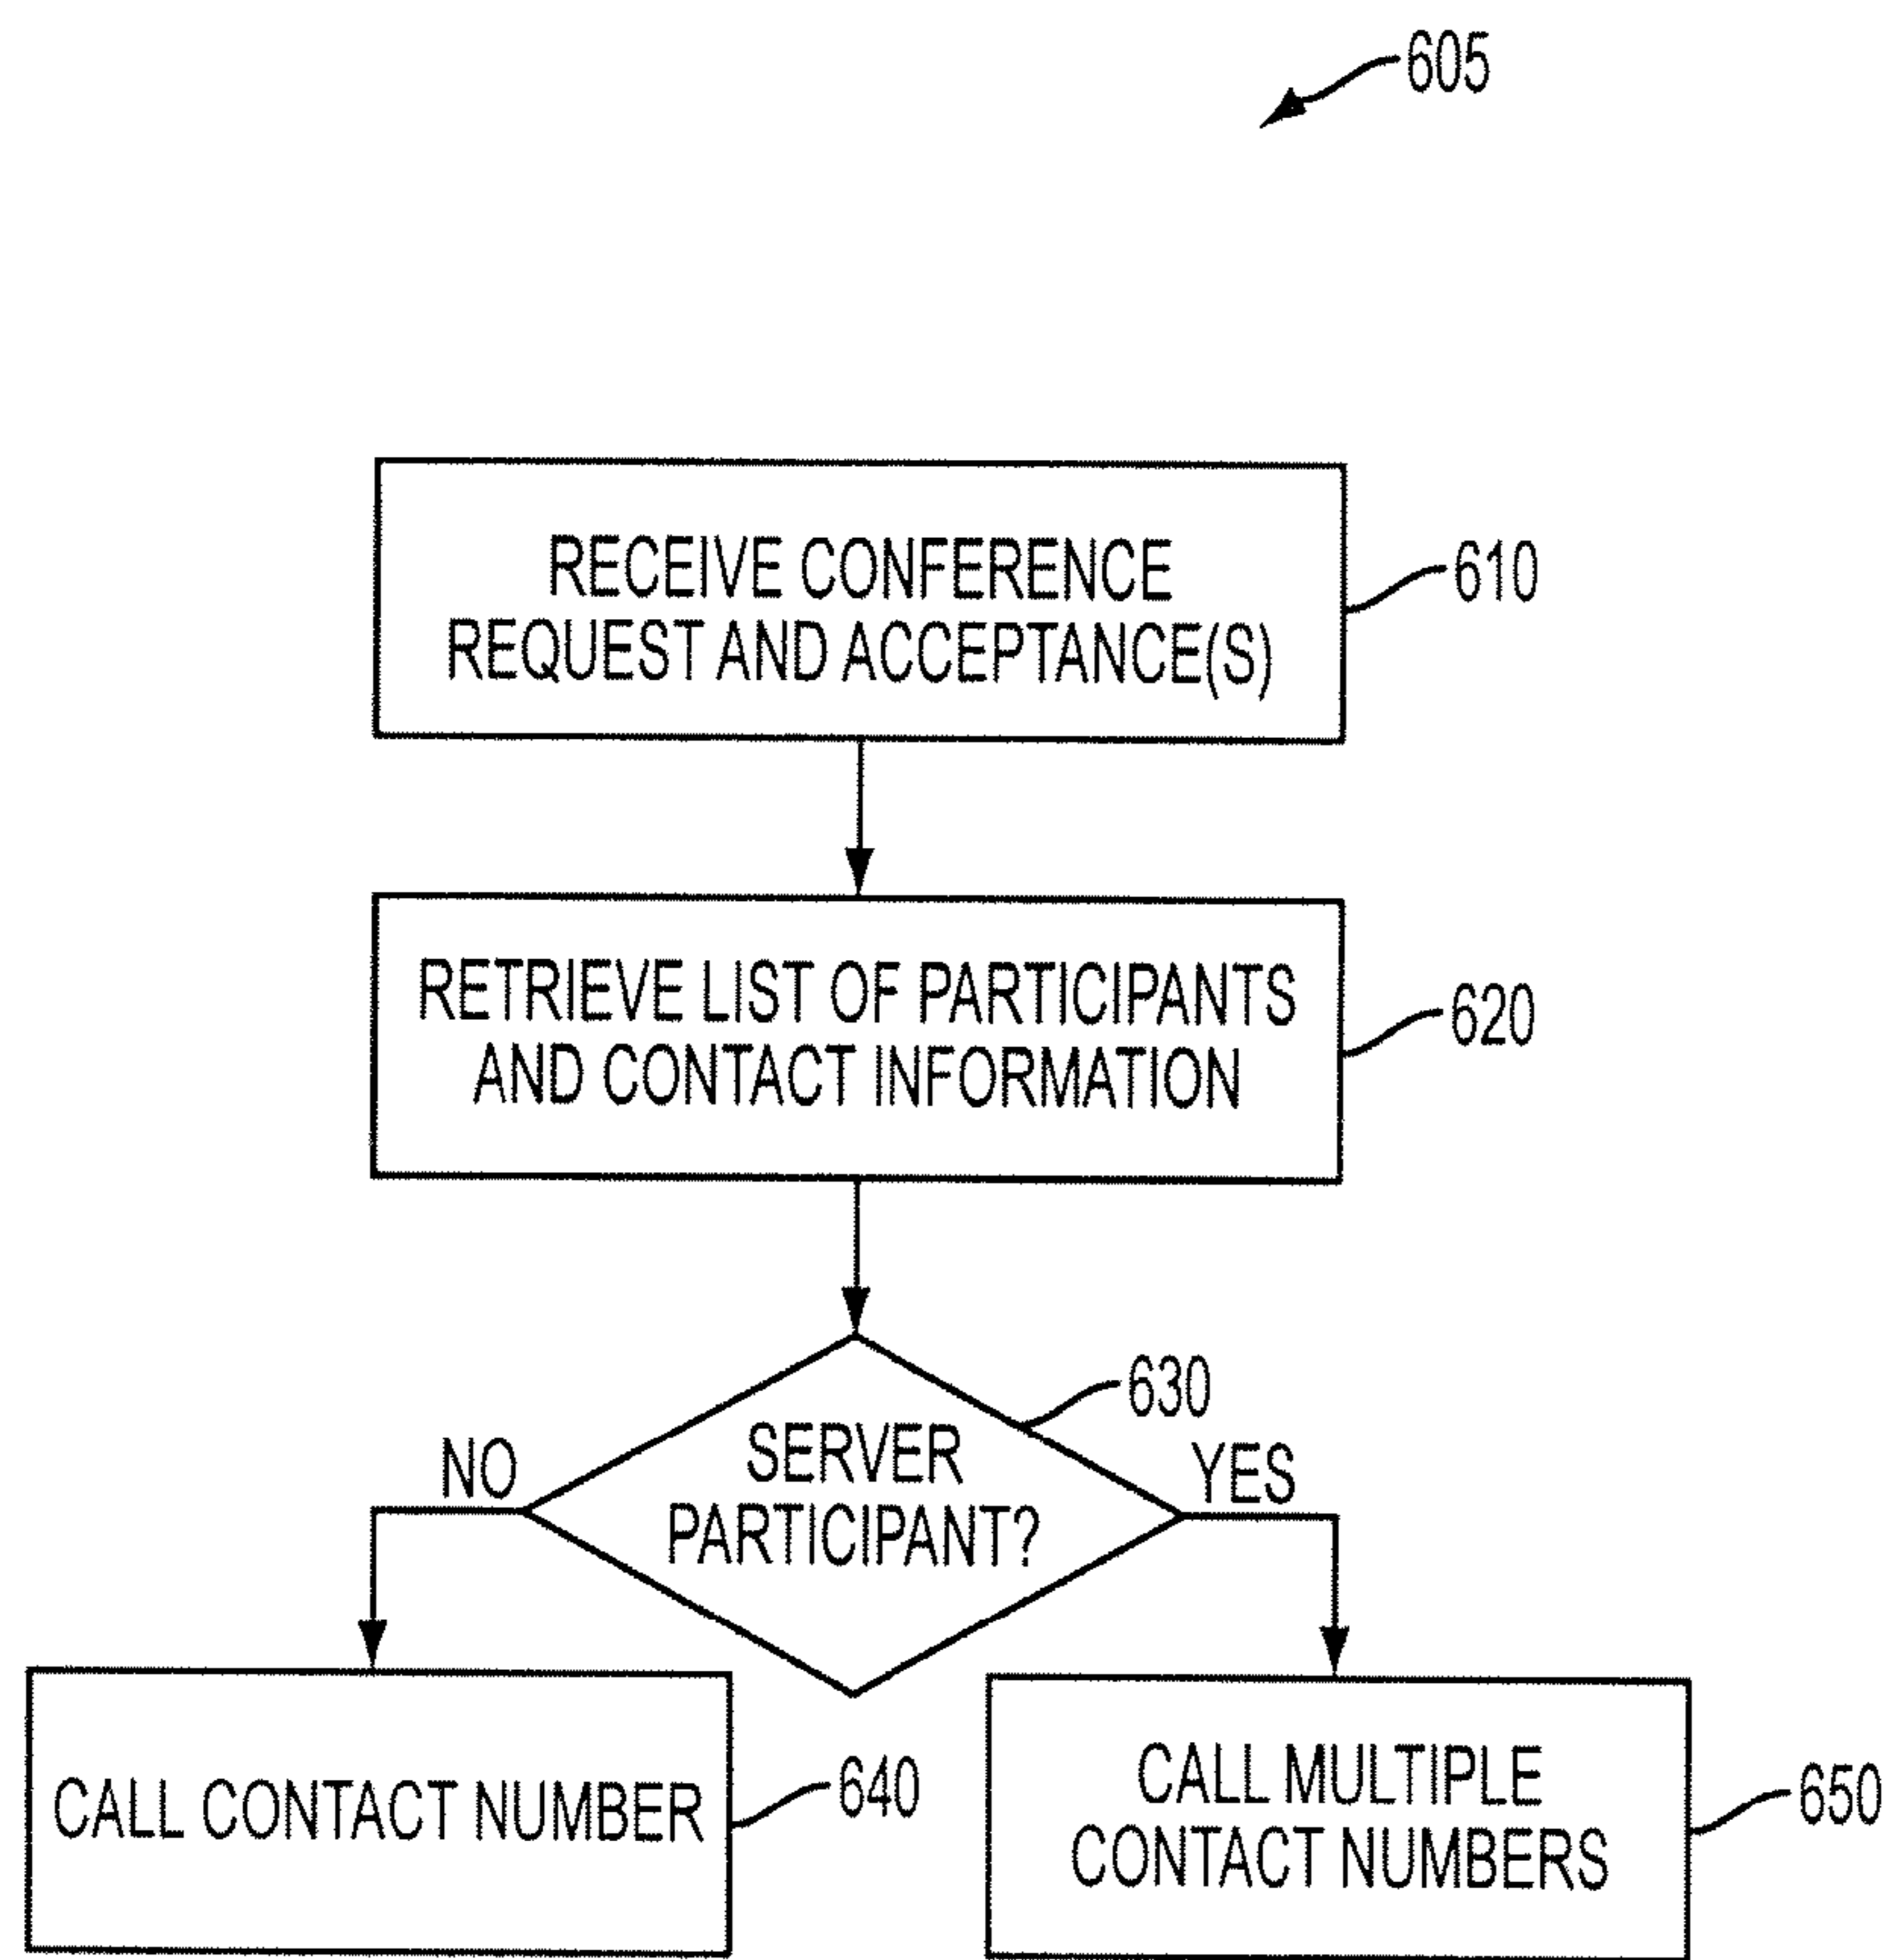 605
RECEIVE CONFERENCE
REQUEST AND ACCEPTANCE(S)
610
RETRIEVE LIST OF PARTICIPANTS
AND CONTACT INFORMATION
620
630
NO
SERVER
PARTICIPANT?
YES
CALL CONTACT NUMBER
640
CALL MULTIPLE
CONTACT NUMBERS
650